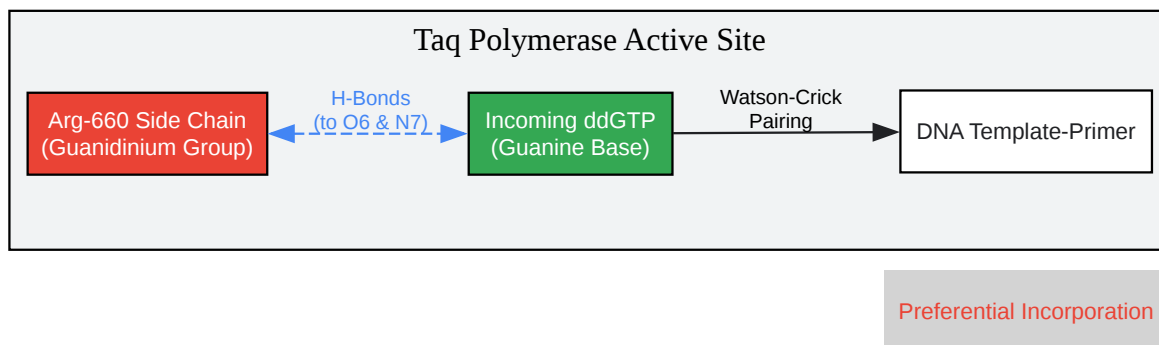 Taq Polymerase Active Site
Arg-660 Side Chain
(Guanidinium Group)
H-Bonds
(to O6 & N7)
Incoming ddGTP
(Guanine Base)
Watson-Crick
Pairing
DNA Template-Primer
Preferential Incorporation